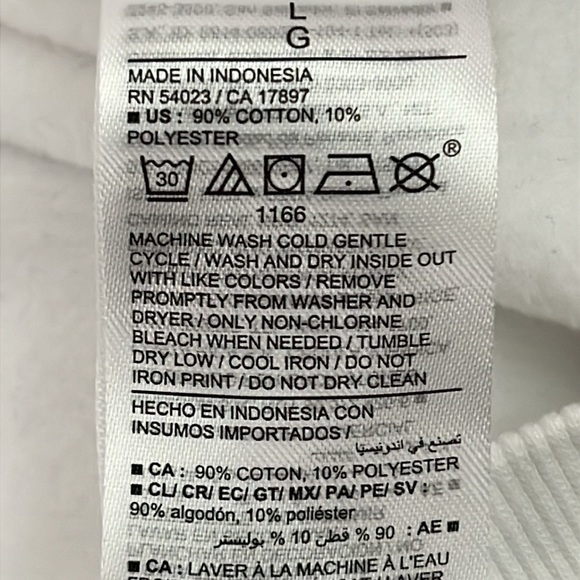 L
G
MADE IN INDONESIA
RN 54023 / CA 17897
■ US : 90% COTTON, 10%
POLYESTER
30
®
1166
MACHINE WASH COLD GENTLE
CYCLE / WASH AND DRY INSIDE OUT
WITH LIKE COLORS / REMOVE
PROMPTLY FROM WASHER AND
DRYER / ONLY NON-CHLORINE
BLEACH WHEN NEEDED / TUMBLE
DRY LOW / COOL IRON / DO NOT
IRON PRINT / DO NOT DRY CLEAN
HECHO EN INDONESIA CON
INSUMOS IMPORTADOS /
تصنع في اندونيسيا
■ CA : 90% COTON, 10% POLYESTER
■ CL/ CR/ EC/ GT/ MX/ PA/ PE/ SV :
90% algodón, 10% poliéster
■ AE : 90 % قطن 10 % بوليستر
■ CA : LAVER À LA MACHINE À L'EAU
LAVER